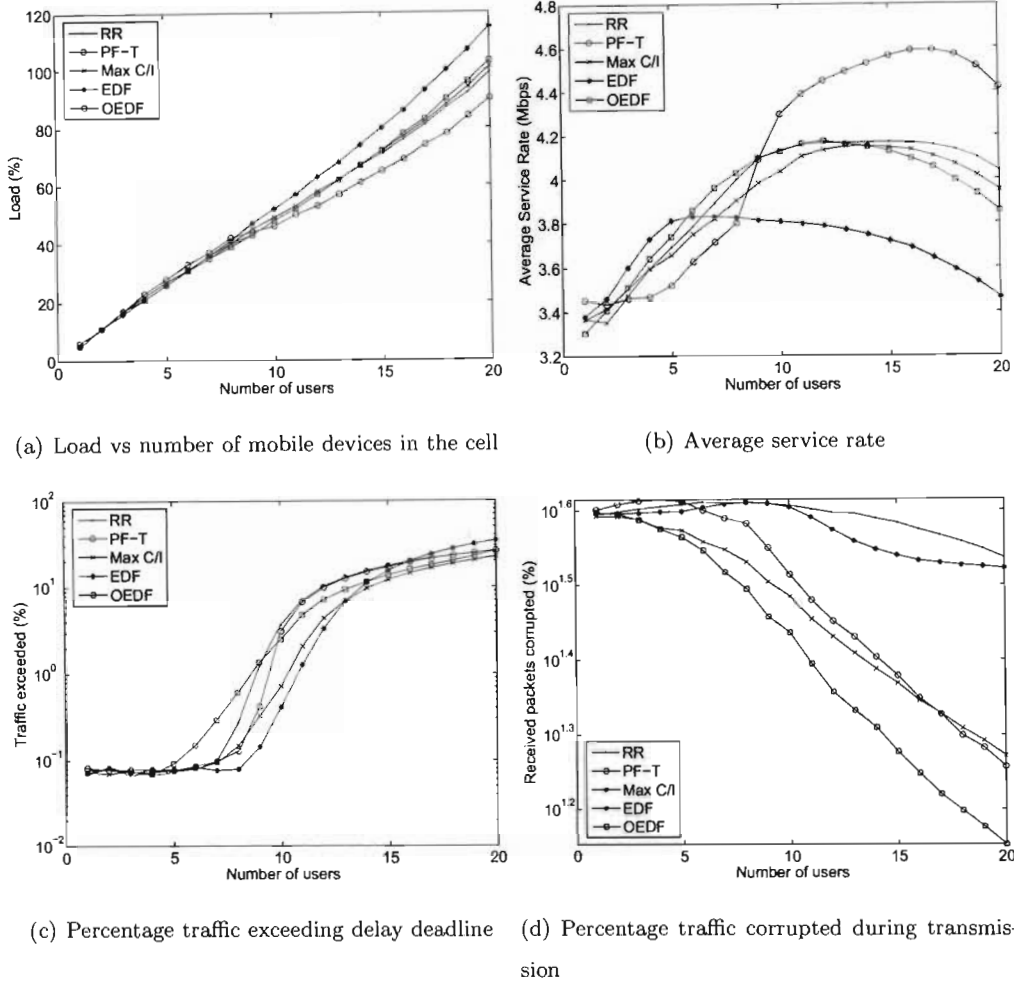 120
100
80
60
40
20
0
Load (%)
RR
PF-T
Max C/I
EDF
OEDF
0 5 10 15 20
Number of users
(a) Load vs number of mobile devices in the cell
4.8
4.6
4.4
4.2
4
3.8
3.6
3.4
3.2
Average Service Rate (Mbps)
RR
PF-T
Max C/I
EDF
OEDF
0 5 10 15 20
Number of users
(b) Average service rate
10^2
10^1
10^0
10^-1
10^-2
Traffic exceeded (%)
RR
PF-T
Max C/I
EDF
OEDF
0 5 10 15 20
Number of users
(c) Percentage traffic exceeding delay deadline
10^1.6
10^1.5
10^1.4
10^1.3
10^1.2
Received packets corrupted (%)
RR
PF-T
Max C/I
EDF
OEDF
0 5 10 15 20
Number of users
(d) Percentage traffic corrupted during transmis-
sion